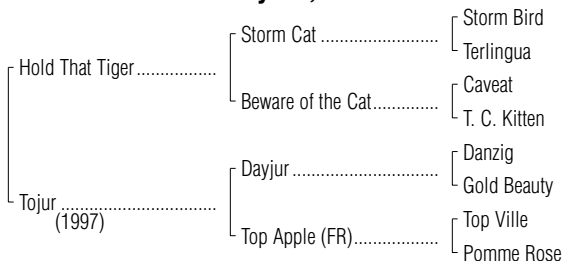 Storm Bird
Storm Cat ........................
Terlingua
Hold That Tiger.................
Caveat
Beware of the Cat..............
T. C. Kitten
Danzig
Dayjur ..............................
Gold Beauty
Tojur .................................
(1997)
Top Ville
Top Apple (FR)..................
Pomme Rose